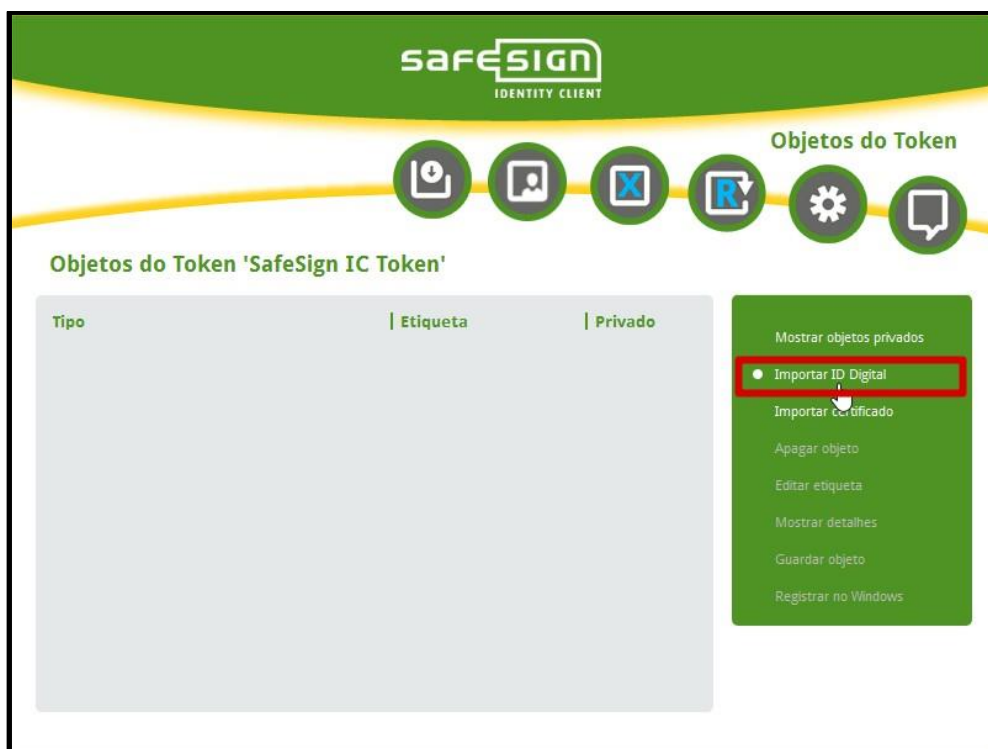 safesign
IDENTITY CLIENT
Objetos do Token
X
R
Objetos do Token 'SafeSign IC Token'
Tipo | Etiqueta | Privado
Mostrar objetos privados
Importar ID Digital
Importar certificado
Apagar objeto
Editar etiqueta
Mostrar detalhes
Guardar objeto
Registrar no Windows